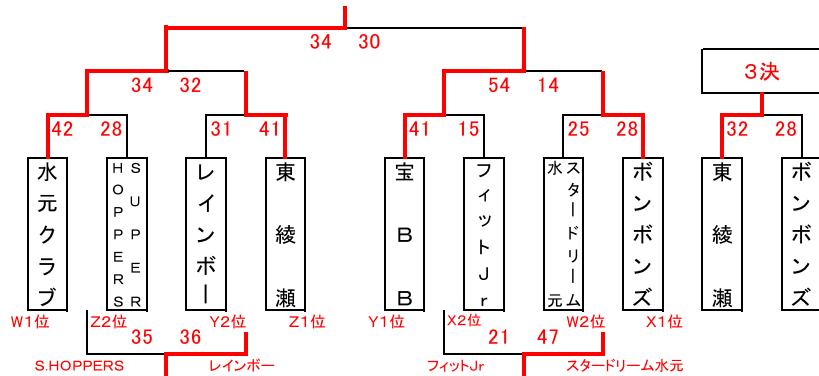 34 30
34 32
54 14
3決
42 28
31 41
41 15
25 28
32 28
水元クラブ
SUPER
HOPPERS
レインボー
東綾瀬
宝BB
フィットJr
スタードリーム
水元
ボンボンズ
東綾瀬
ボンボンズ
W1位
Z2位
Y2位
Z1位
Y1位
X2位
W2位
X1位
35 36
21 47
S.HOPPERS
レインボー
フィットJr
スタードリーム水元